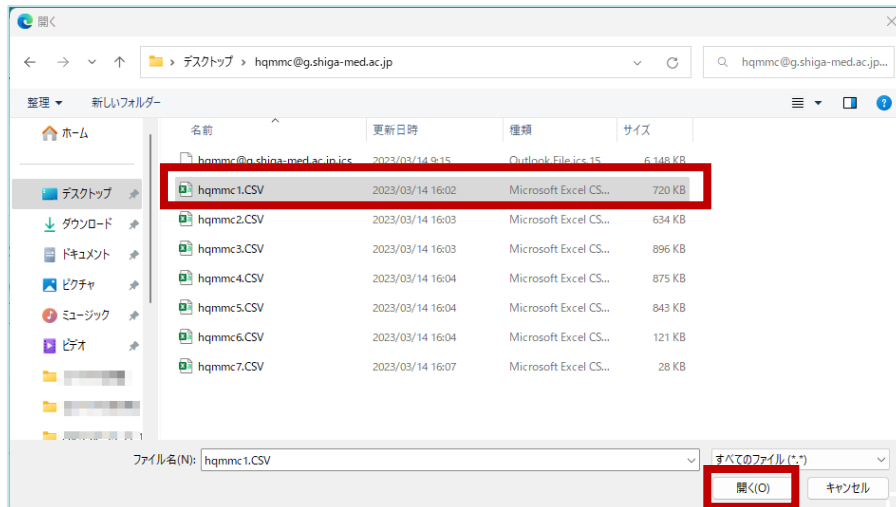 開く
デスクトップ > hqmmc@g.shiga-med.ac.jp
hqmmc@g.shiga-med.ac.jp...
整理 新しいフォルダー
ホーム
デスクトップ
ダウンロード
ドキュメント
ピクチャ
ミュージック
ビデオ
名前 更新日時 種類 サイズ
hqmmc@g.shiga-med.ac.jp.ics 2023/03/14 9:15 Outlook.File.ics.15 6,148 KB
hqmmc1.CSV 2023/03/14 16:02 Microsoft Excel CS... 720 KB
hqmmc2.CSV 2023/03/14 16:03 Microsoft Excel CS... 634 KB
hqmmc3.CSV 2023/03/14 16:03 Microsoft Excel CS... 896 KB
hqmmc4.CSV 2023/03/14 16:04 Microsoft Excel CS... 875 KB
hqmmc5.CSV 2023/03/14 16:04 Microsoft Excel CS... 843 KB
hqmmc6.CSV 2023/03/14 16:04 Microsoft Excel CS... 121 KB
hqmmc7.CSV 2023/03/14 16:07 Microsoft Excel CS... 28 KB
ファイル名(N): hqmmc1.CSV すべてのファイル (*.*)
開く(O) キャンセル